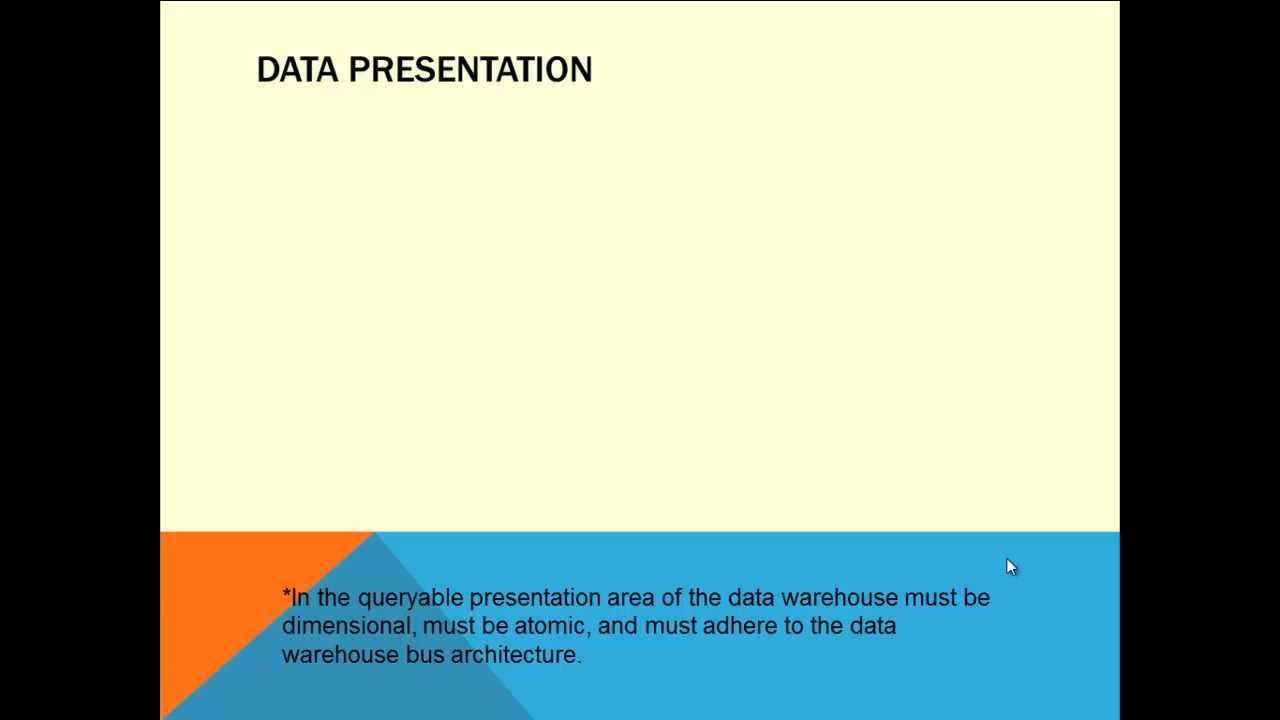 DATA PRESENTATION
*In the queryable presentation area of the data warehouse must be
dimensional, must be atomic, and must adhere to the data
warehouse bus architecture.